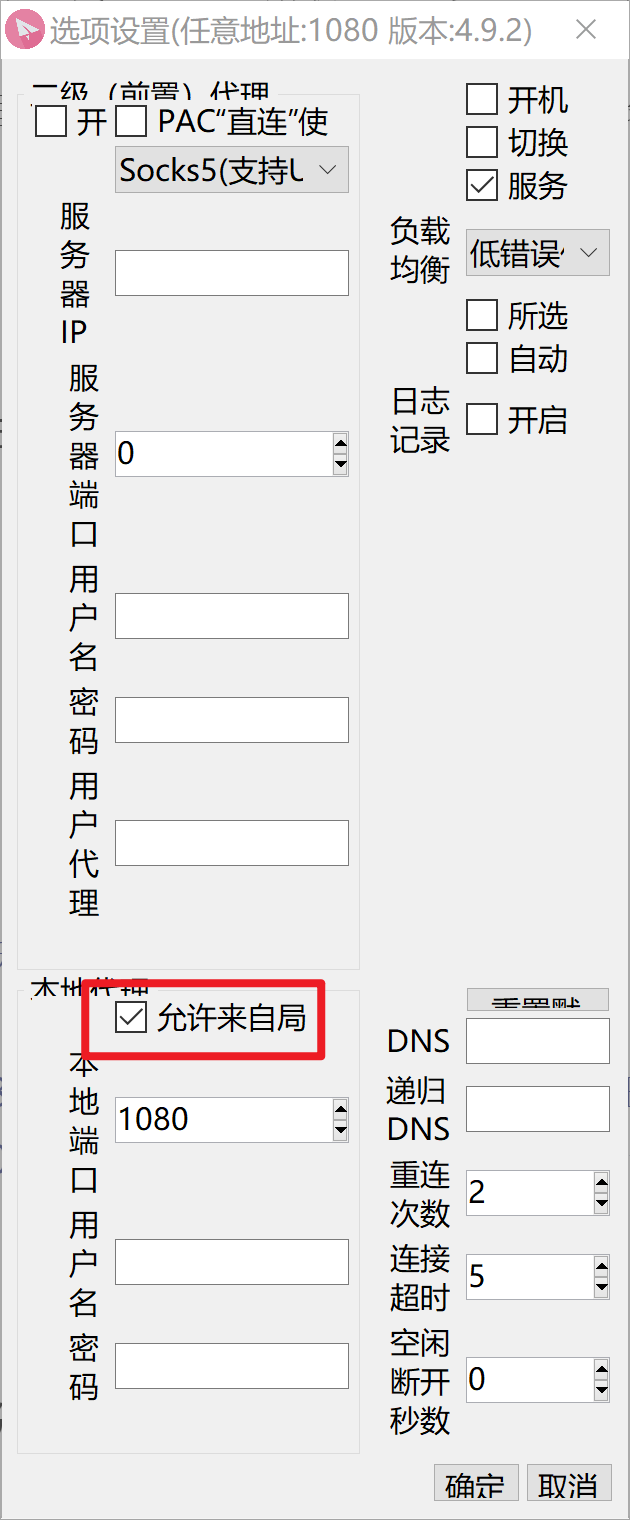 选项设置(任意地址:1080 版本:4.9.2)
二级（前置）代理
开
PAC“直连”使
Socks5(支持U
服
务
器
IP
服
务
器
端
口
0
用
户
名
密
码
用
户
代
理
开机
切换
服务
负载
均衡
低错误
所选
自动
日志
记录
开启
本地代理
允许来自局
本
地
端
口
1080
用
户
名
密
码
重置默
DNS
递归
DNS
重连
次数
2
连接
超时
5
空闲
断开
秒数
0
确定
取消